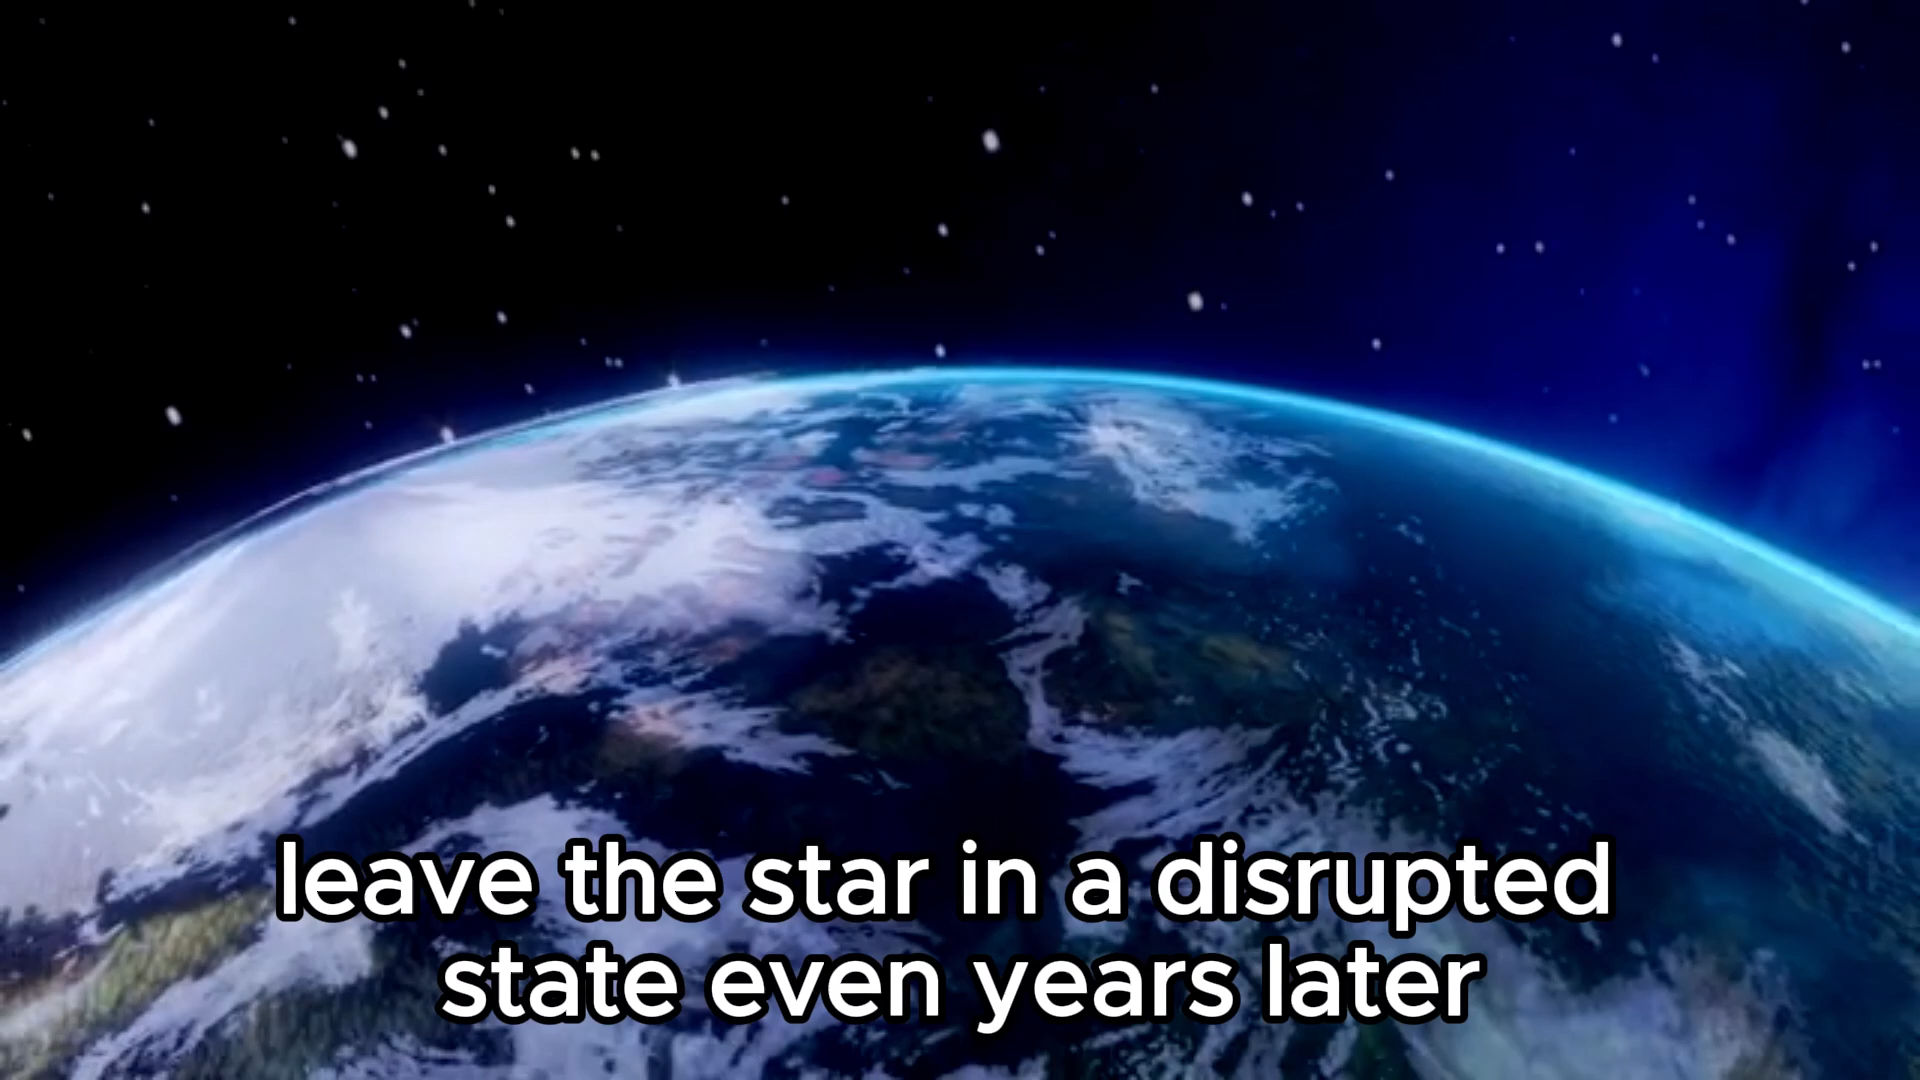 leave the star in a disrupted
state even years later